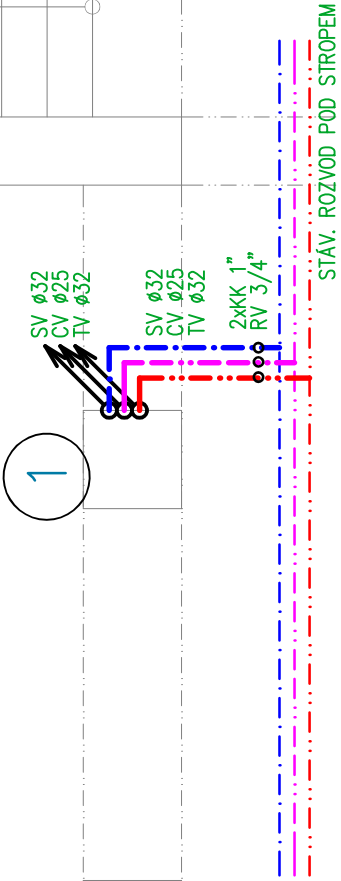 SV ø32
CV ø25
TV ø32
SV ø32
CV ø25
TV ø32
2xKK 1"
RV 3/4"
STÁV. ROZVOD POD STROPEM
1